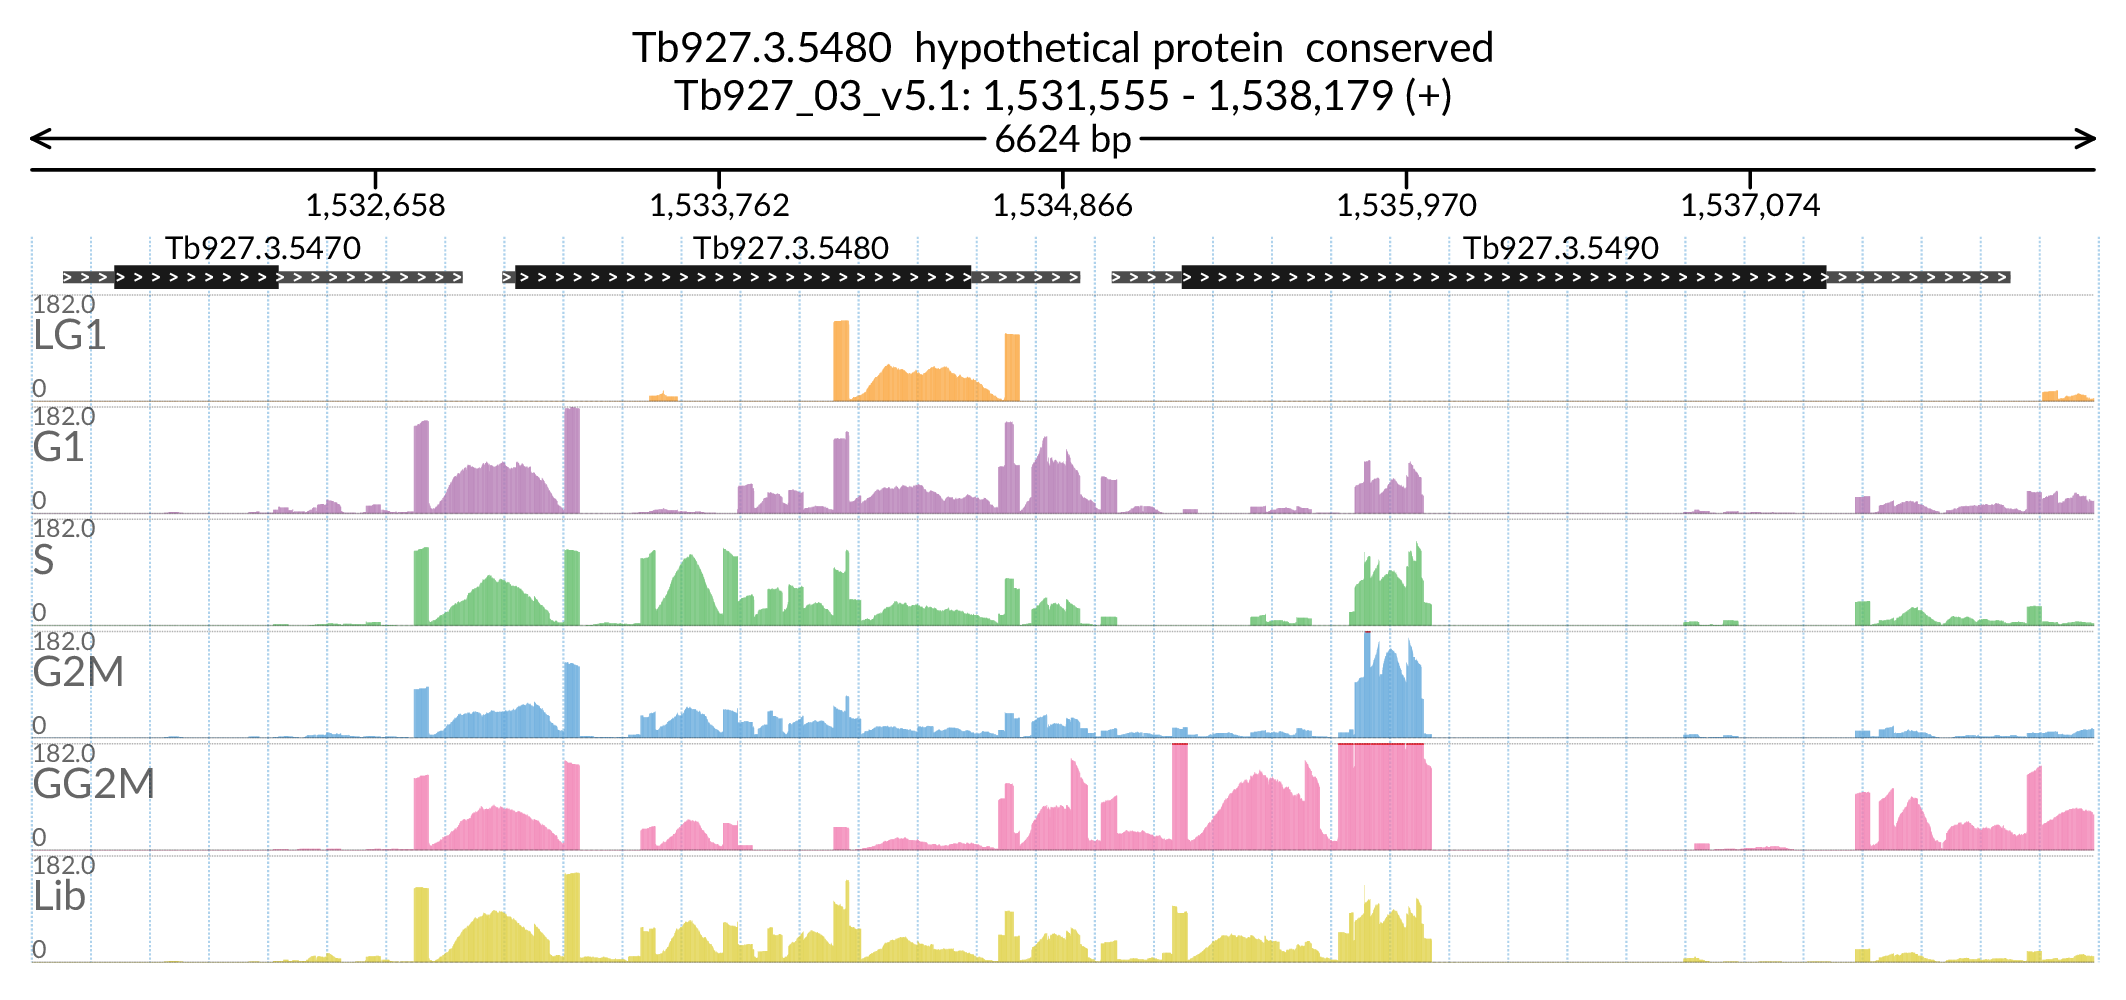 Tb927.3.5480  hypothetical protein  conserved
Tb927_03_v5.1: 1,531,555 - 1,538,179 (+)
6624 bp
1,532,658 1,533,762 1,534,866 1,535,970 1,537,074
Tb927.3.5470 Tb927.3.5480 Tb927.3.5490
182.0
LG1
0
182.0
G1
0
182.0
S
0
182.0
G2M
0
182.0
GG2M
0
182.0
Lib
0